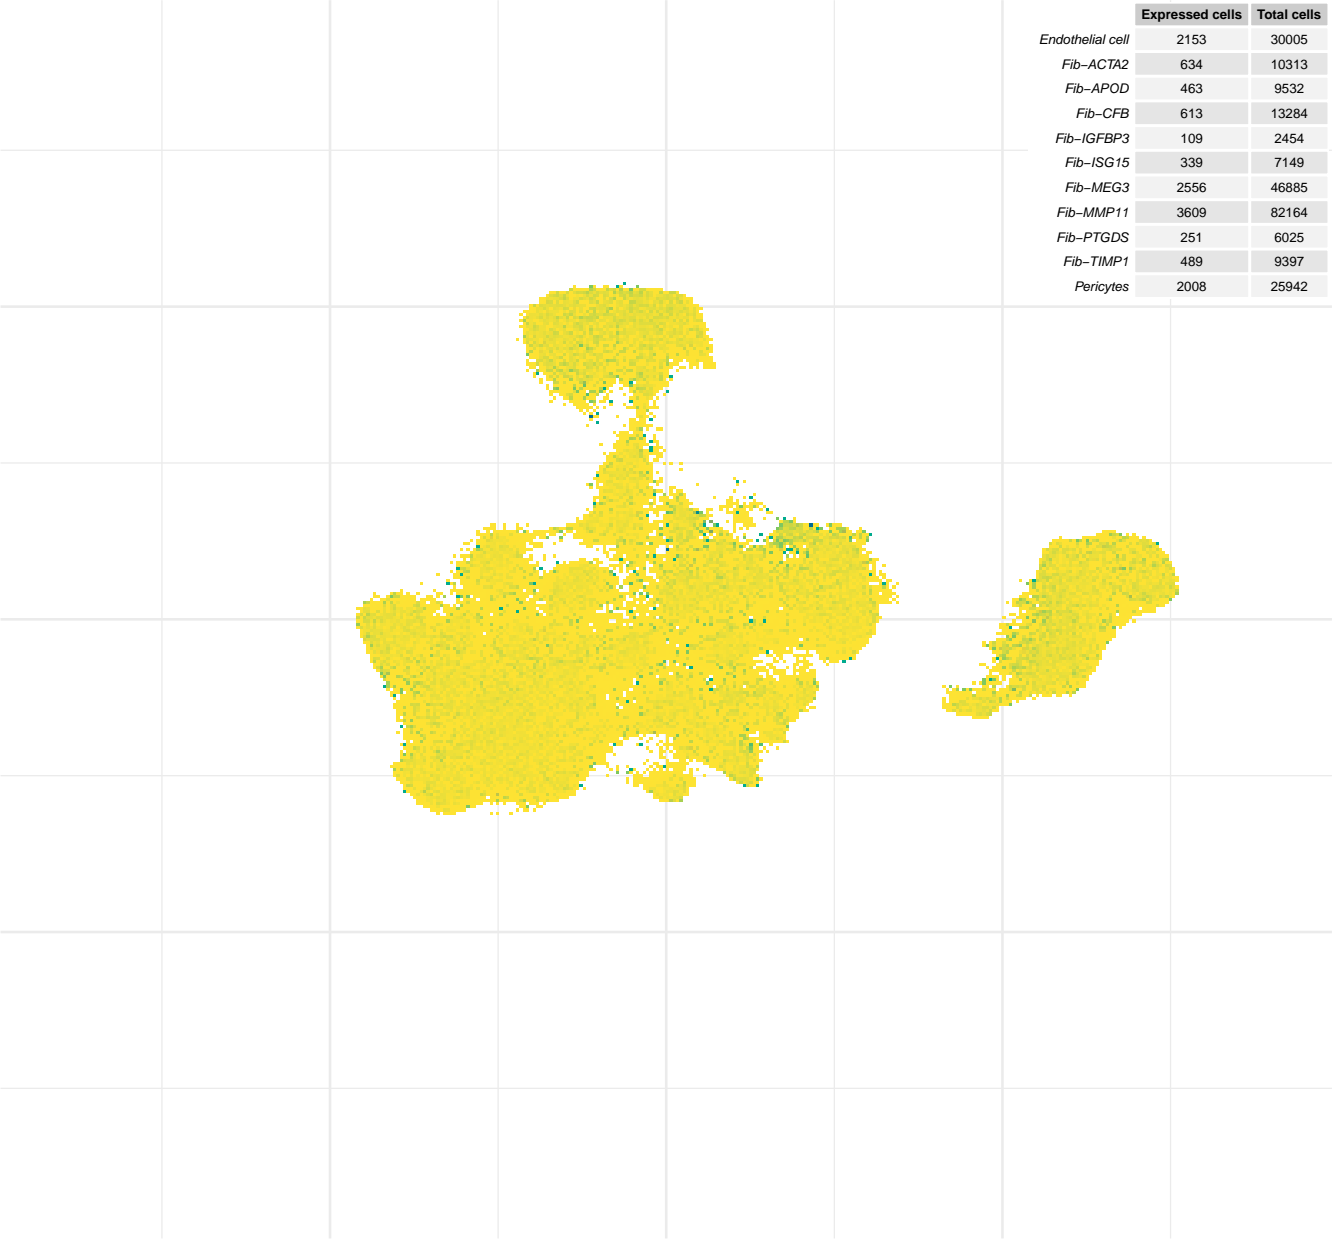 Expressed cells Total cells
Endothelial cell 2153 30005
Fib−ACTA2 634 10313
Fib−APOD 463 9532
Fib−CFB 613 13284
Fib−IGFBP3 109 2454
Fib−ISG15 339 7149
Fib−MEG3 2556 46885
Fib−MMP11 3609 82164
Fib−PTGDS 251 6025
Fib−TIMP1 489 9397
Pericytes 2008 25942